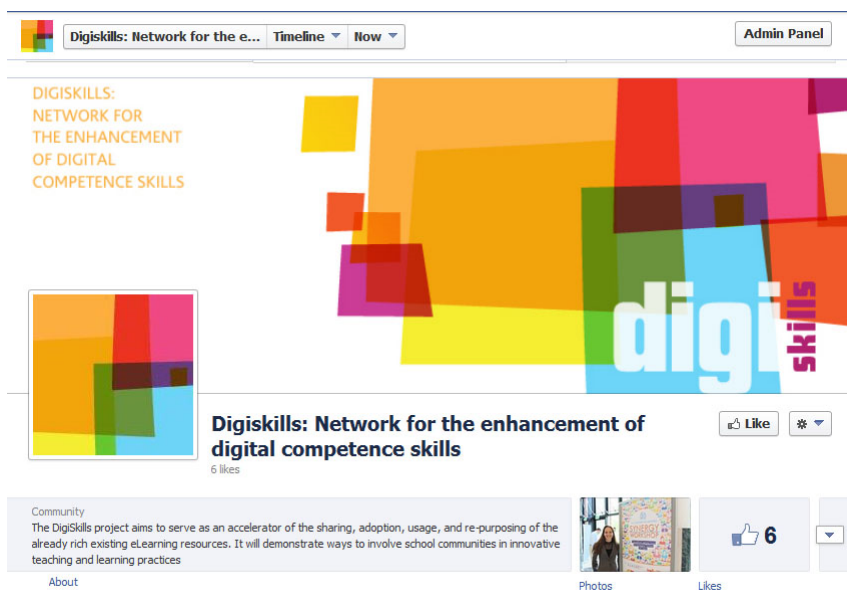 Digiskills: Network for the e... Timeline Now Admin Panel
DIGISKILLS:
NETWORK FOR
THE ENHANCEMENT
OF DIGITAL
COMPETENCE SKILLS
digi
skills
Digiskills: Network for the enhancement of
digital competence skills
Like
6 likes
Community
The DigiSkills project aims to serve as an accelerator of the sharing, adoption, usage, and re-purposing of the
already rich existing eLearning resources. It will demonstrate ways to involve school communities in innovative
teaching and learning practices
About
SYNERGY
WORKSHOP
Photos
6
Likes